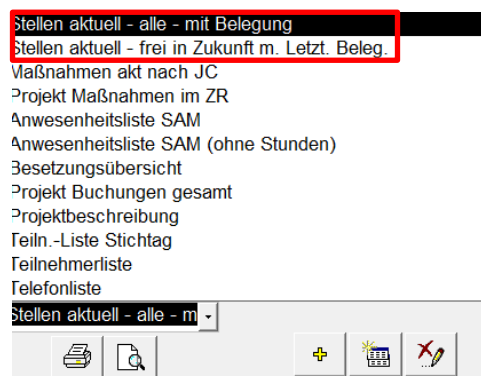 Stellen aktuell - alle - mit Belegung
Stellen aktuell - frei in Zukunft m. Letzt. Beleg.
Maßnahmen akt nach JC
Projekt Maßnahmen im ZR
Anwesenheitsliste SAM
Anwesenheitsliste SAM (ohne Stunden)
Besetzungsübersicht
Projekt Buchungen gesamt
Projektbeschreibung
Teiln.-Liste Stichtag
Teilnehmerliste
Telefonliste
Stellen aktuell - alle - m